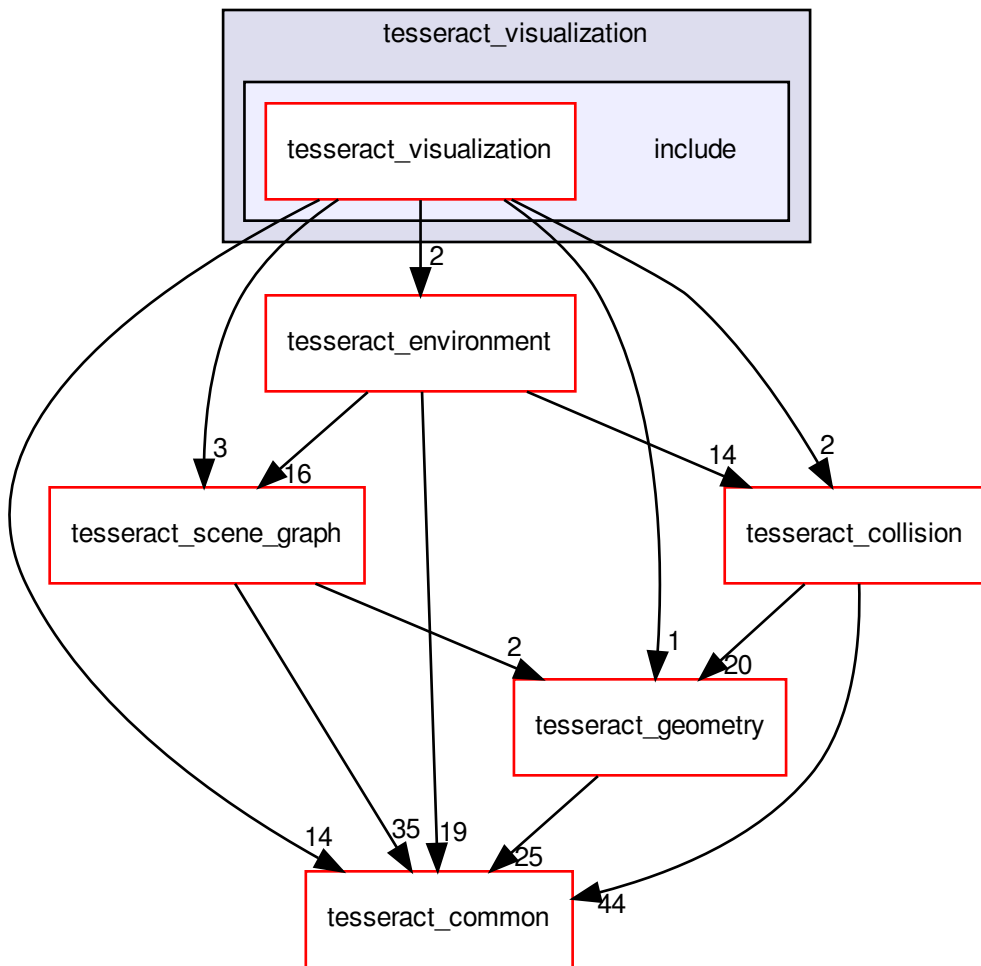 tesseract_visualization
tesseract_visualization
include
2
tesseract_environment
3
16
14
2
tesseract_scene_graph
tesseract_collision
2
1
20
tesseract_geometry
14
35
19
25
44
tesseract_common